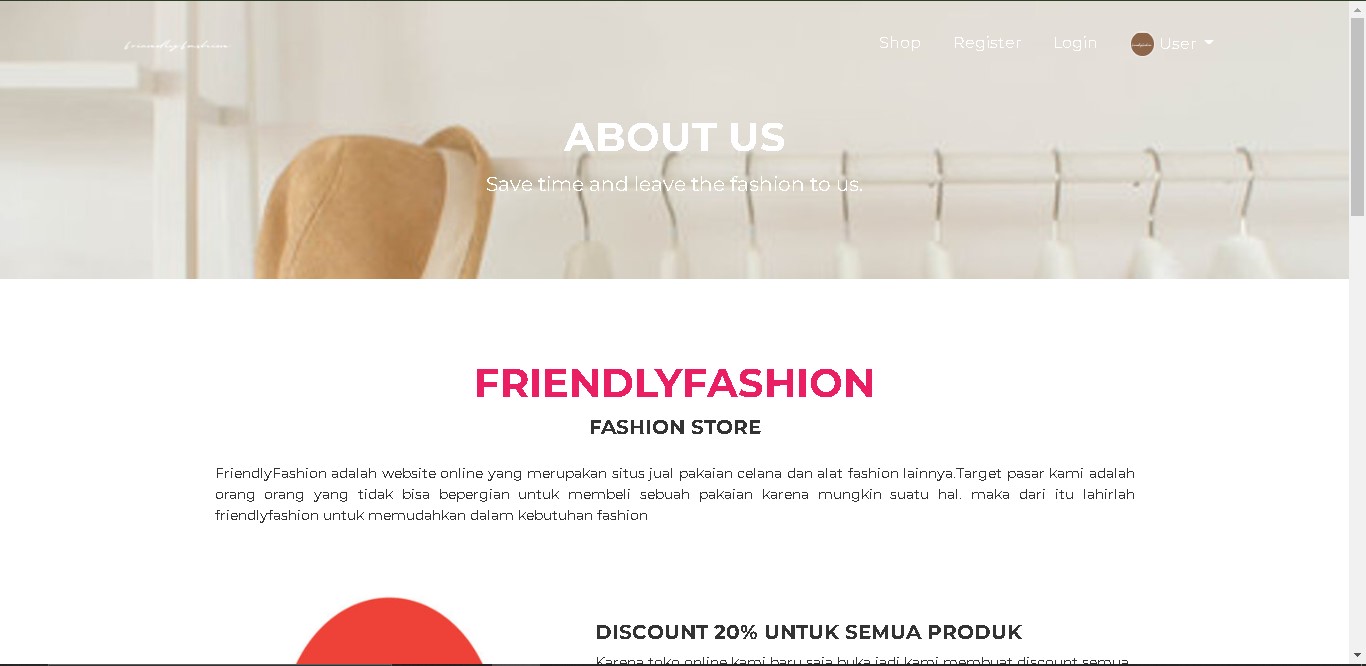 friendlyfashion
Shop Register Login User
ABOUT US
Save time and leave the fashion to us.
FRIENDLYFASHION
FASHION STORE
FriendlyFashion adalah website online yang merupakan situs jual pakaian celana dan alat fashion lainnya.Target pasar kami adalah
orang orang yang tidak bisa bepergian untuk membeli sebuah pakaian karena mungkin suatu hal. maka dari itu lahirlah
friendlyfashion untuk memudahkan dalam kebutuhan fashion
DISCOUNT 20% UNTUK SEMUA PRODUK
Karena toko online kami baru saja buka jadi kami membuat discount semua